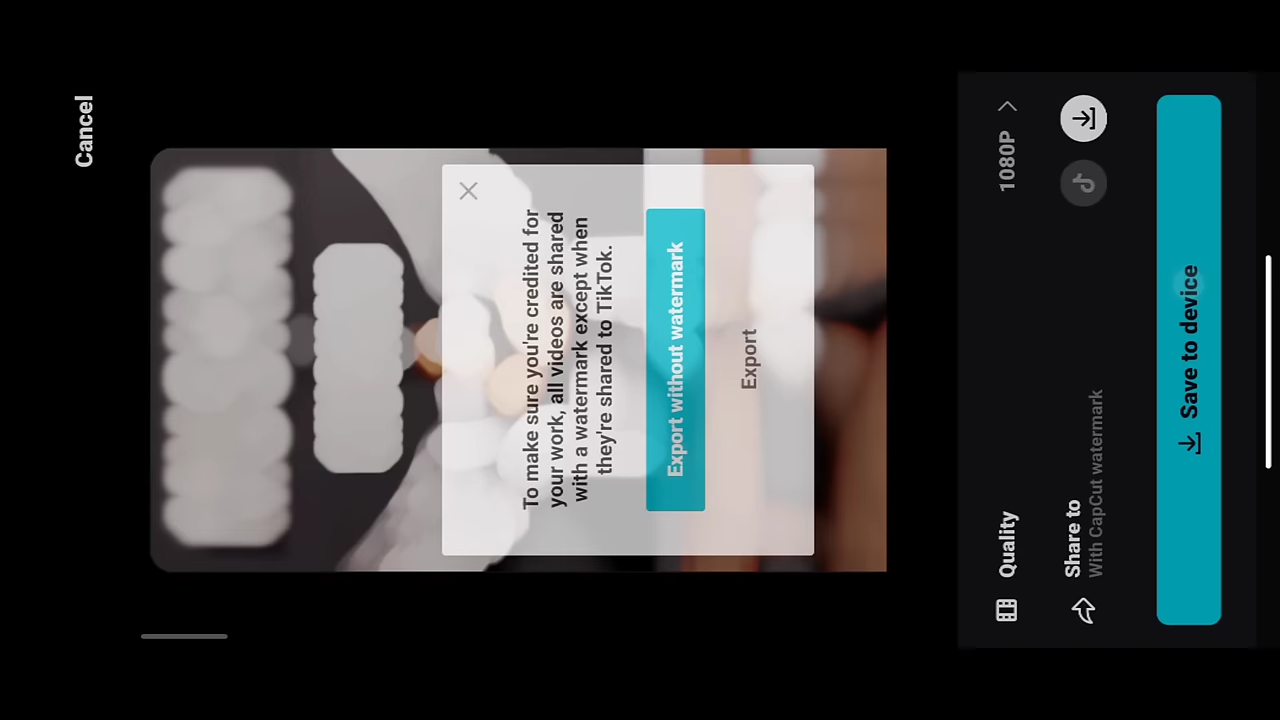 Cancel
To make sure you're credited for
your work, all videos are shared
with a watermark except when
they're shared to TikTok.
Export without watermark
Export
Quality
1080P
Share to
With CapCut watermark
Save to device